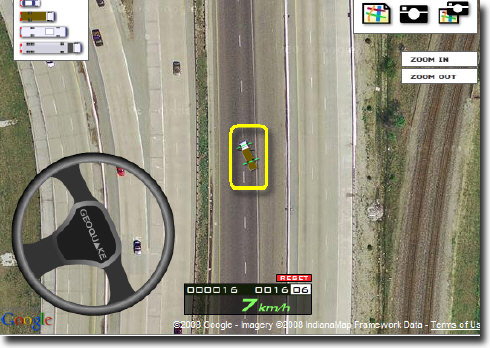 ZOOM IN
ZOOM OUT
GEOQUAKE
RESET
000016 0016 06
7 km/h
Google
©2008 Google - Imagery ©2008 IndianaMap Framework Data - Terms of Us